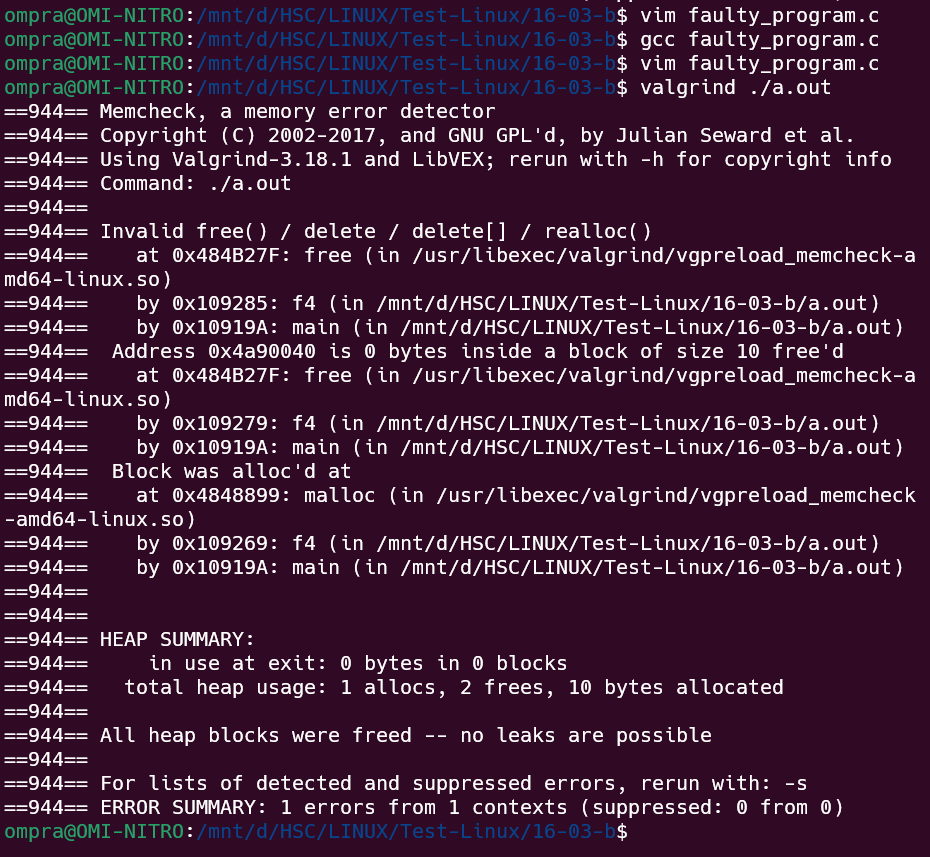 ompra@OMI-NITRO:/mnt/d/HSC/LINUX/Test-Linux/16-03-b$ vim faulty_program.c
ompra@OMI-NITRO:/mnt/d/HSC/LINUX/Test-Linux/16-03-b$ gcc faulty_program.c
ompra@OMI-NITRO:/mnt/d/HSC/LINUX/Test-Linux/16-03-b$ vim faulty_program.c
ompra@OMI-NITRO:/mnt/d/HSC/LINUX/Test-Linux/16-03-b$ valgrind ./a.out
==944== Memcheck, a memory error detector
==944== Copyright (C) 2002-2017, and GNU GPL'd, by Julian Seward et al.
==944== Using Valgrind-3.18.1 and LibVEX; rerun with -h for copyright info
==944== Command: ./a.out
==944==
==944== Invalid free() / delete / delete[] / realloc()
==944==    at 0x484B27F: free (in /usr/libexec/valgrind/vgpreload_memcheck-a
md64-linux.so)
==944==    by 0x109285: f4 (in /mnt/d/HSC/LINUX/Test-Linux/16-03-b/a.out)
==944==    by 0x10919A: main (in /mnt/d/HSC/LINUX/Test-Linux/16-03-b/a.out)
==944==  Address 0x4a90040 is 0 bytes inside a block of size 10 free'd
==944==    at 0x484B27F: free (in /usr/libexec/valgrind/vgpreload_memcheck-a
md64-linux.so)
==944==    by 0x109279: f4 (in /mnt/d/HSC/LINUX/Test-Linux/16-03-b/a.out)
==944==    by 0x10919A: main (in /mnt/d/HSC/LINUX/Test-Linux/16-03-b/a.out)
==944==  Block was alloc'd at
==944==    at 0x4848899: malloc (in /usr/libexec/valgrind/vgpreload_memcheck
-amd64-linux.so)
==944==    by 0x109269: f4 (in /mnt/d/HSC/LINUX/Test-Linux/16-03-b/a.out)
==944==    by 0x10919A: main (in /mnt/d/HSC/LINUX/Test-Linux/16-03-b/a.out)
==944==
==944==
==944== HEAP SUMMARY:
==944==     in use at exit: 0 bytes in 0 blocks
==944==   total heap usage: 1 allocs, 2 frees, 10 bytes allocated
==944==
==944== All heap blocks were freed -- no leaks are possible
==944==
==944== For lists of detected and suppressed errors, rerun with: -s
==944== ERROR SUMMARY: 1 errors from 1 contexts (suppressed: 0 from 0)
ompra@OMI-NITRO:/mnt/d/HSC/LINUX/Test-Linux/16-03-b$